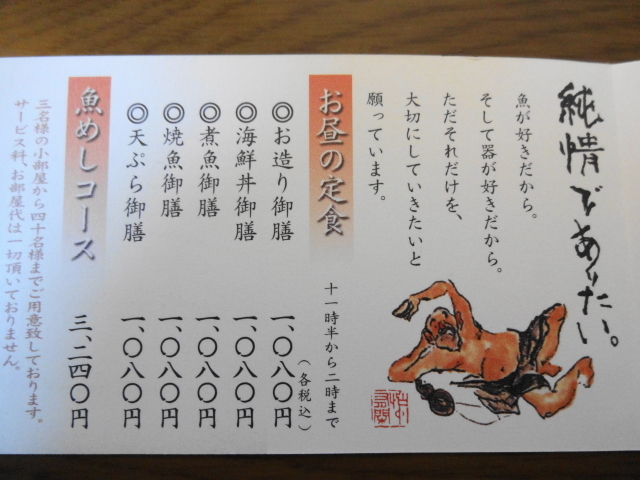 純情でありたい。
魚が好きだから。
そして器が好きだから。
ただそれだけを、
大切にしていきたいと
願っています。
お昼の定食 十一時半から二時まで
（各税込）
◎お造り御膳 一、〇八〇円
◎海鮮丼御膳 一、〇八〇円
◎煮魚御膳 一、〇八〇円
◎焼魚御膳 一、〇八〇円
◎天ぷら御膳 一、〇八〇円
魚めしコース 三、二四〇円
三名様の小部屋から四十名様までご用意致しております。
サービス料、お部屋代は一切頂いておりません。